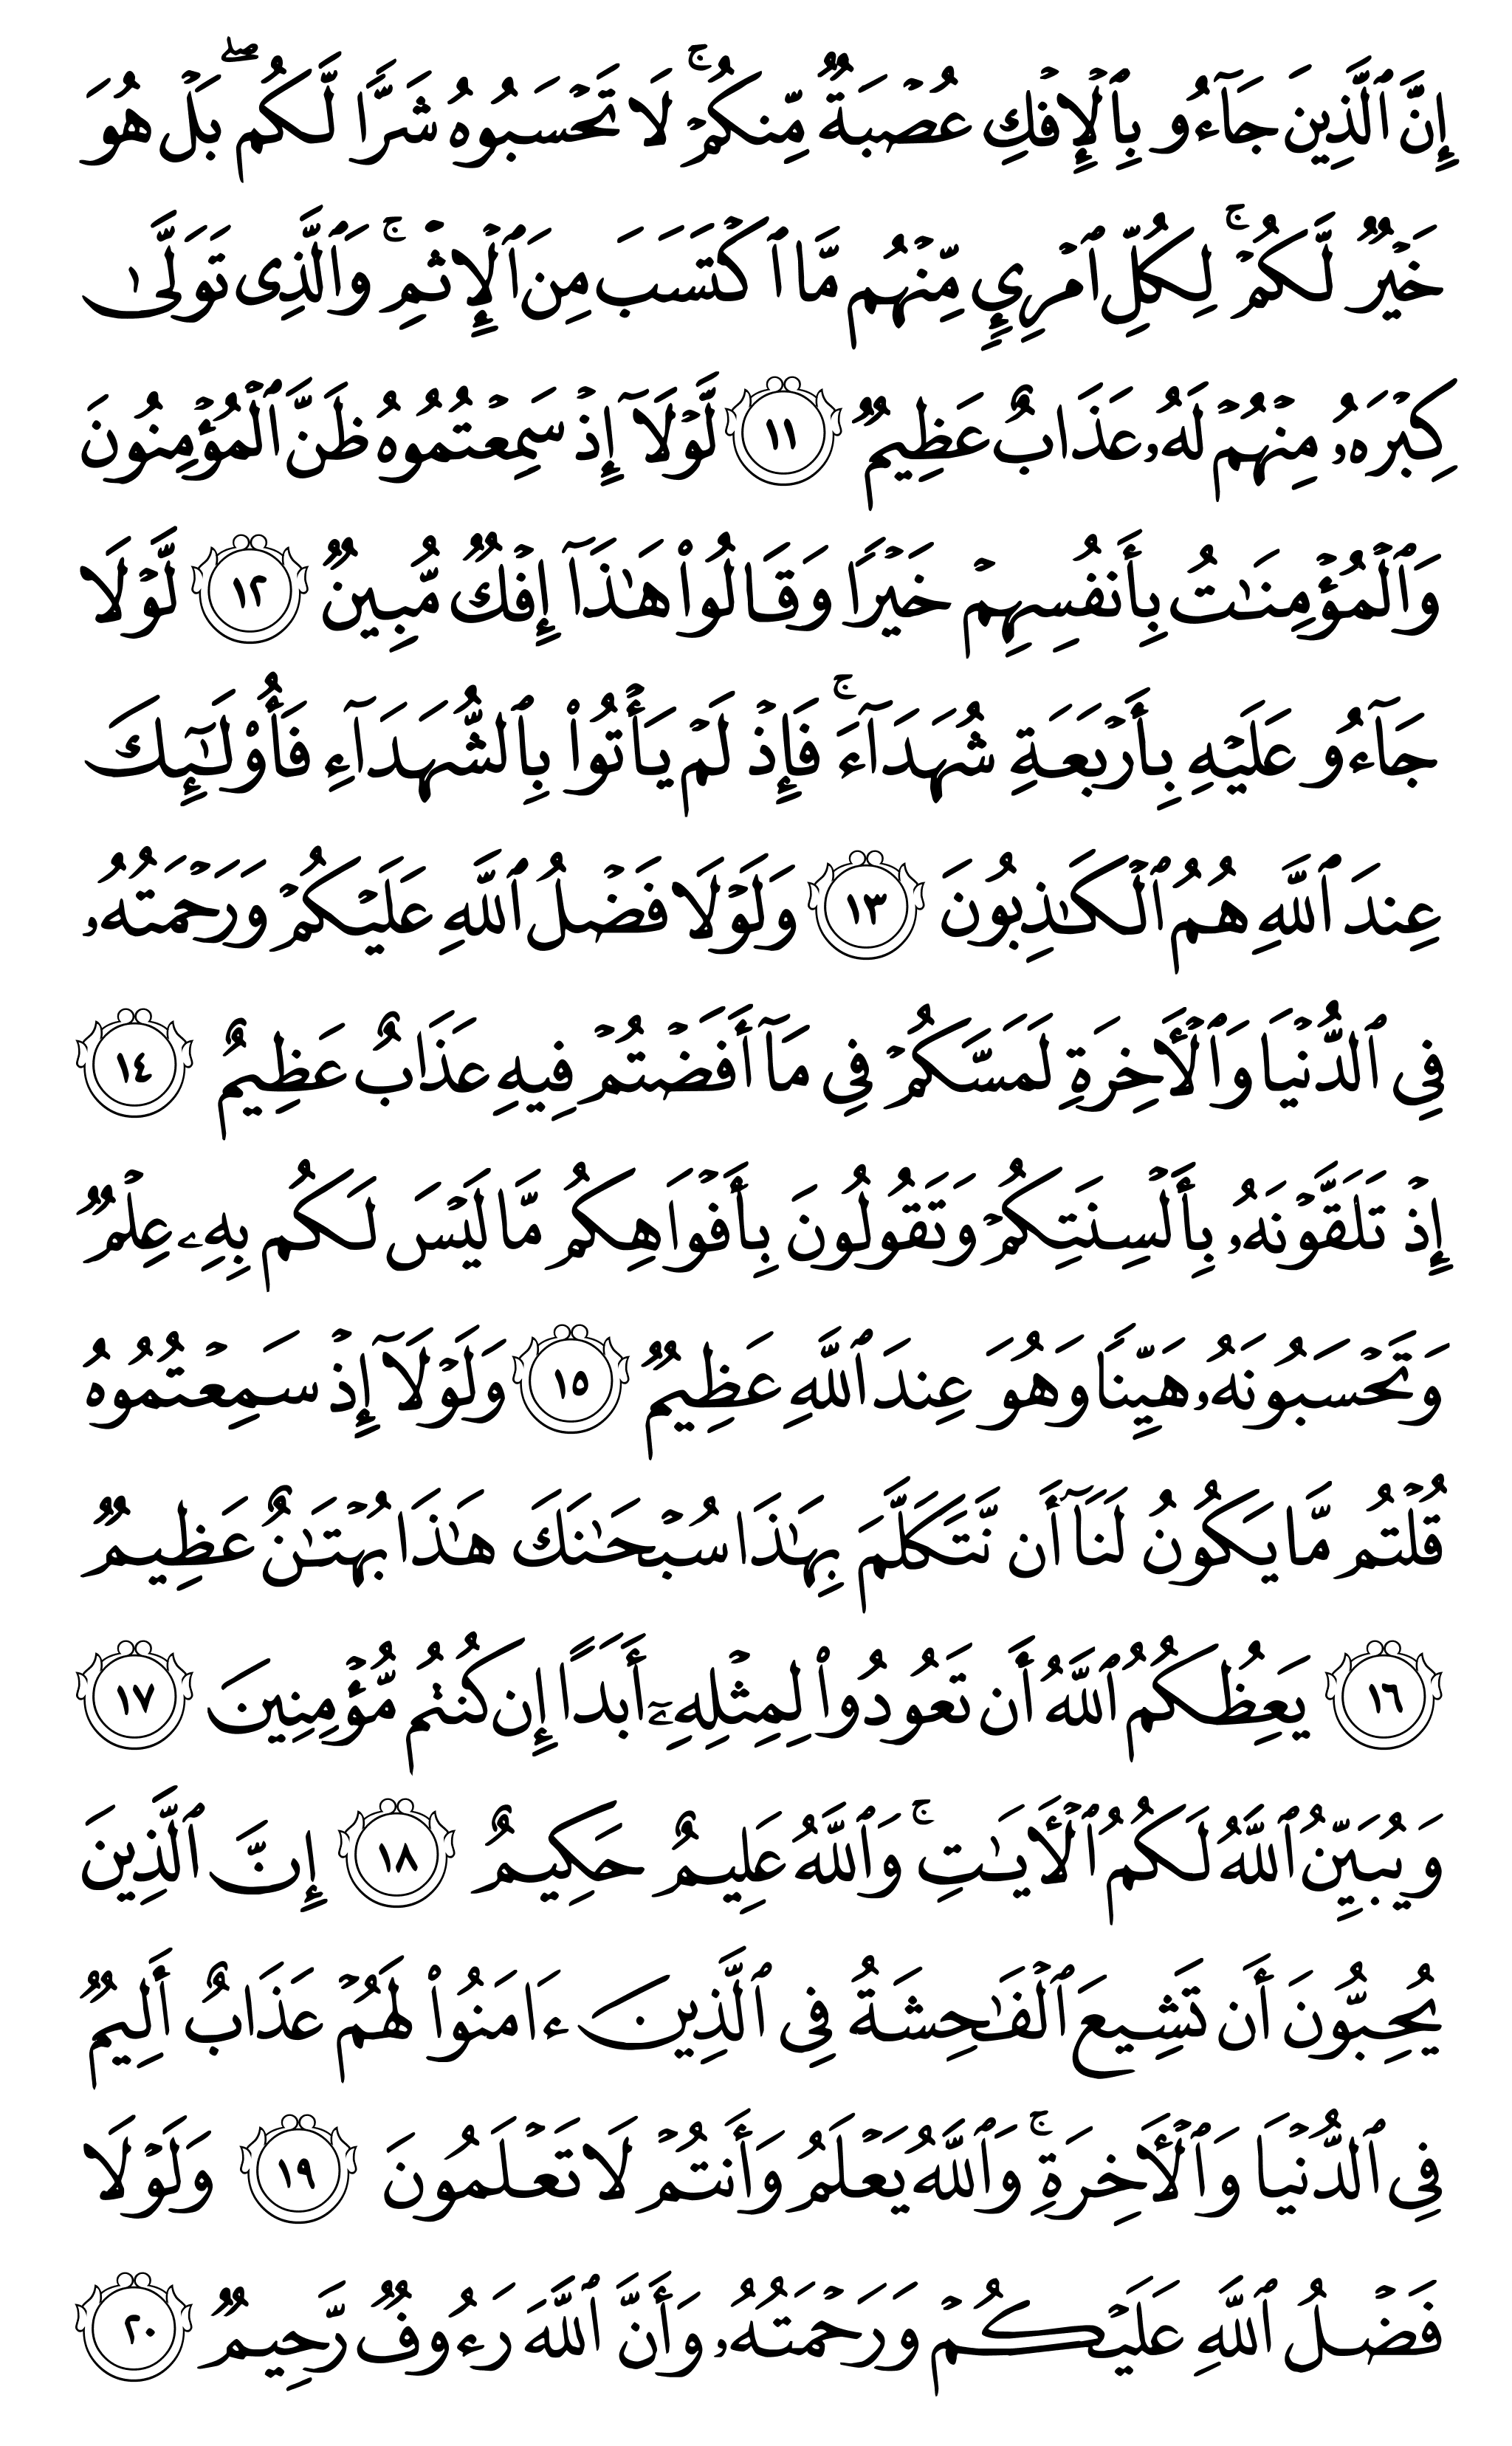 إِنَّ ٱلَّذِينَ جَآءُو بِٱلۡإِفۡكِ عُصۡبَةٌ مِّنكُمۡۚ لَا تَحۡسَبُوهُ شَرًّا لَّكُمۖ بَلۡ هُوَ
خَيۡرٌ لَّكُمۡۚ لِكُلِّ ٱمۡرِيٍٕ مِّنۡهُم مَّا ٱكۡتَسَبَ مِنَ ٱلۡإِثۡمِۚ وَٱلَّذِى تَوَلَّىٰ
كِبۡرَهُۥ مِنۡهُمۡ لَهُۥ عَذَابٌ عَظِيمٌ ١١ لَّوۡلَآ إِذۡ سَمِعۡتُمُوهُ ظَنَّ ٱلۡمُؤۡمِنُونَ
وَٱلۡمُؤۡمِنَـٰتُ بِأَنفُسِهِمۡ خَيۡرًا وَقَالُوا۟ هَـٰذَآ إِفۡكٌ مُّبِينٌ ١٢ لَّوۡلَا
جَآءُو عَلَيۡهِ بِأَرۡبَعَةِ شُهَدَآءَۚ فَإِذۡ لَمۡ يَأۡتُوا۟ بِٱلشُّهَدَآءِ فَأُو۟لَـٰٓئِكَ
عِندَ ٱللَّهِ هُمُ ٱلۡكَـٰذِبُونَ ١٣ وَلَوۡلَا فَضۡلُ ٱللَّهِ عَلَيۡكُمۡ وَرَحۡمَتُهُۥ
فِى ٱلدُّنۡيَا وَٱلۡأَخِرَةِ لَمَسَّكُمۡ فِى مَآ أَفَضۡتُمۡ فِيهِ عَذَابٌ عَظِيمٌ ١٤
إِذۡ تَلَقَّوۡنَهُۥ بِأَلۡسِنَتِكُمۡ وَتَقُولُونَ بِأَفۡوَاهِكُم مَّا لَيۡسَ لَكُم بِهِۦ عِلۡمٌ
وَتَحۡسَبُونَهُۥ هَيِّنًا وَهُوَ عِندَ ٱللَّهِ عَظِيمٌ ١٥ وَلَوۡلَآ إِذۡ سَمِعۡتُمُوهُ
قُلۡتُم مَّا يَكُونُ لَنَآ أَن نَّتَكَلَّمَ بِهَـٰذَا سُبۡحَـٰنَكَ هَـٰذَا بُهۡتَـٰنٌ عَظِيمٌ
١٦ يَعِظُكُمُ ٱللَّهُ أَن تَعُودُوا۟ لِمِثۡلِهِۦٓ أَبَدًا إِن كُنتُم مُّؤۡمِنِينَ ١٧
وَيُبَيِّنُ ٱللَّهُ لَكُمُ ٱلۡأَيَـٰتِۚ وَٱللَّهُ عَلِيمٌ حَكِيمٌ ١٨ إِنَّ ٱلَّذِينَ
يُحِبُّونَ أَن تَشِيعَ ٱلۡفَـٰحِشَةُ فِى ٱلَّذِينَ ءَامَنُوا۟ لَهُمۡ عَذَابٌ أَلِيمٌ
فِى ٱلدُّنۡيَا وَٱلۡأَخِرَةِۚ وَٱللَّهُ يَعۡلَمُ وَأَنتُمۡ لَا تَعۡلَمُونَ ١٩ وَلَوۡلَا
فَضۡلُ ٱللَّهِ عَلَيۡكُمۡ وَرَحۡمَتُهُۥ وَأَنَّ ٱللَّهَ رَءُوفٌ رَّحِيمٌ ٢٠